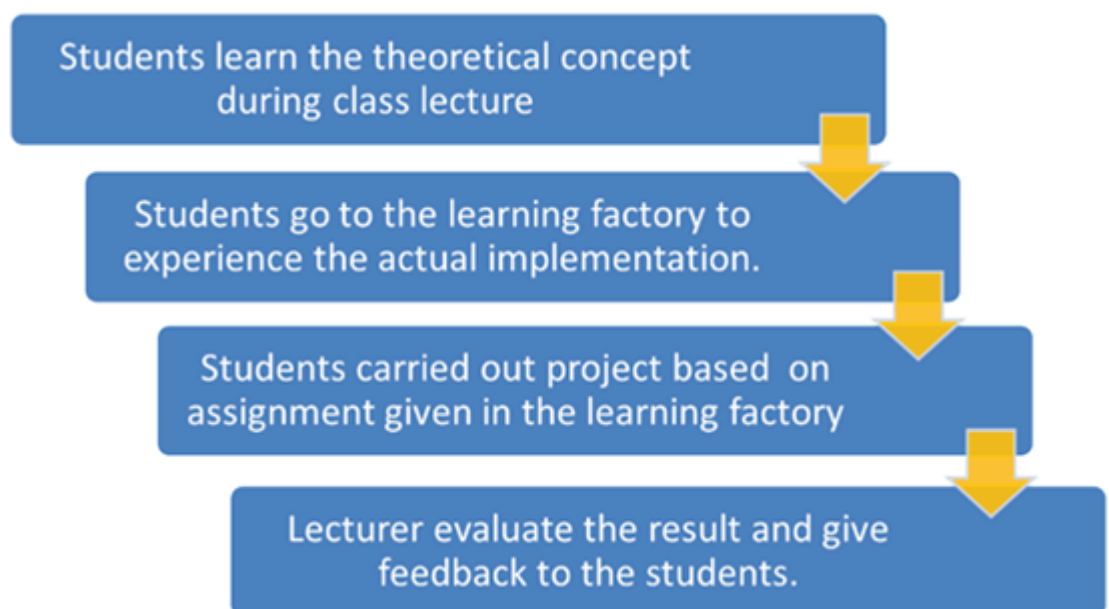 Students learn the theoretical concept
during class lecture
Students go to the learning factory to
experience the actual implementation.
Students carried out project based  on
assignment given in the learning factory
Lecturer evaluate the result and give
feedback to the students.